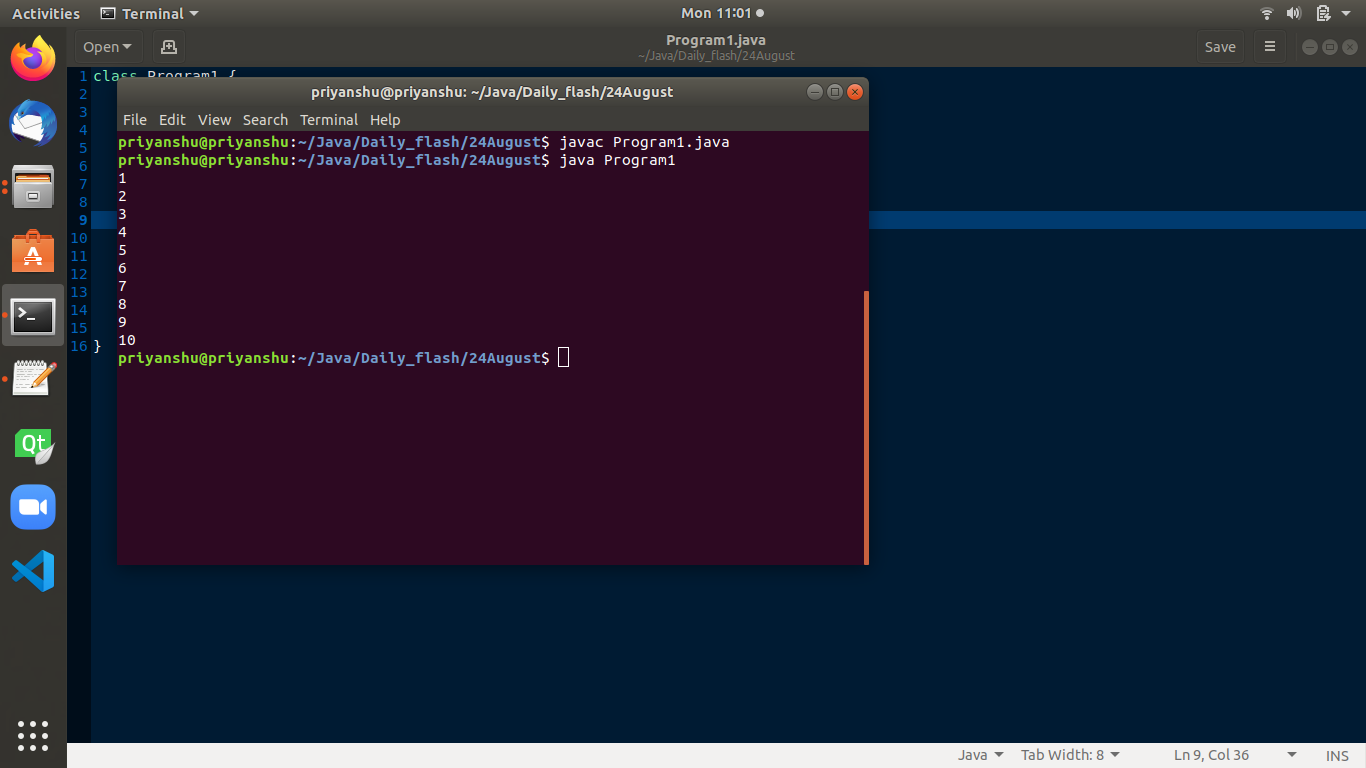 Activities Terminal Mon 11:01
Open Program1.java Save
~/Java/Daily_flash/24August
1 class Program1 {
2
priyanshu@priyanshu: ~/Java/Daily_flash/24August
3
File Edit View Search Terminal Help
4
5 priyanshu@priyanshu:~/Java/Daily_flash/24August$ javac Program1.java
6 priyanshu@priyanshu:~/Java/Daily_flash/24August$ java Program1
7 1
8 2
9 3
10 4
11 5
12 6
13 7
14 8
15 9
16 } 10
priyanshu@priyanshu:~/Java/Daily_flash/24August$
Qt
Java Tab Width: 8 Ln 9, Col 36 INS